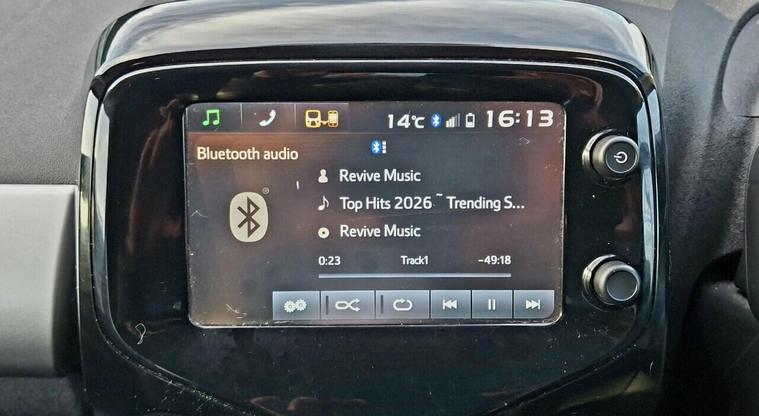 14°C 16:13
Bluetooth audio
Revive Music
Top Hits 2026 ~ Trending S...
Revive Music
0:23 Track1 -49:18